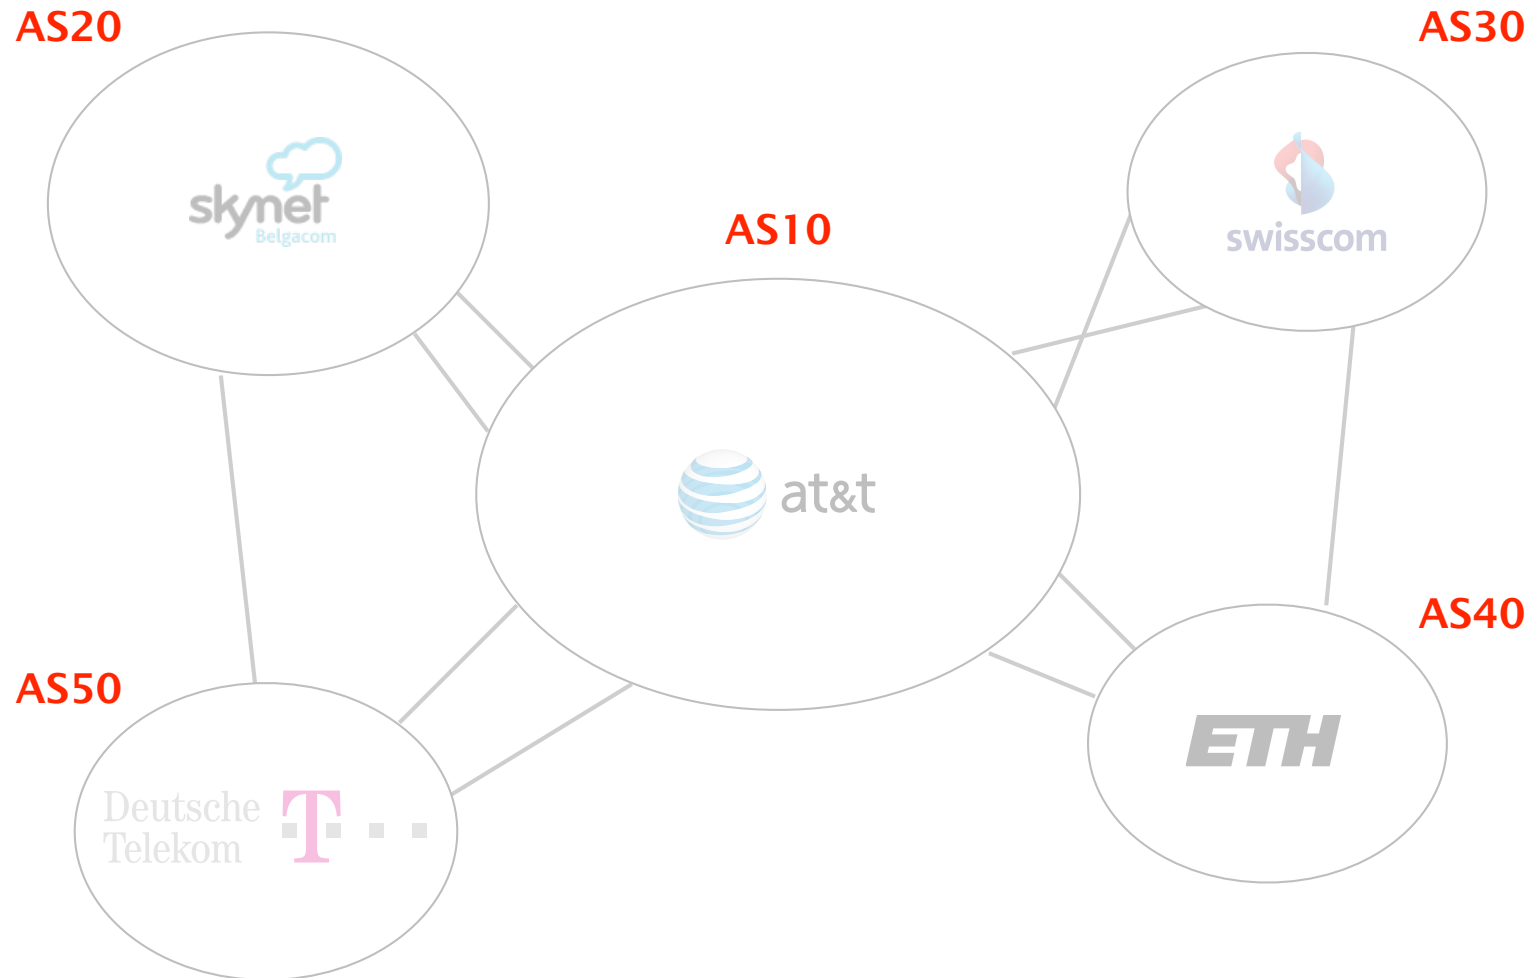 AS20
AS30
skynet
Belgacom
swisscom
AS10
at&t
AS40
AS50
ETH
Deutsche
Telekom
T